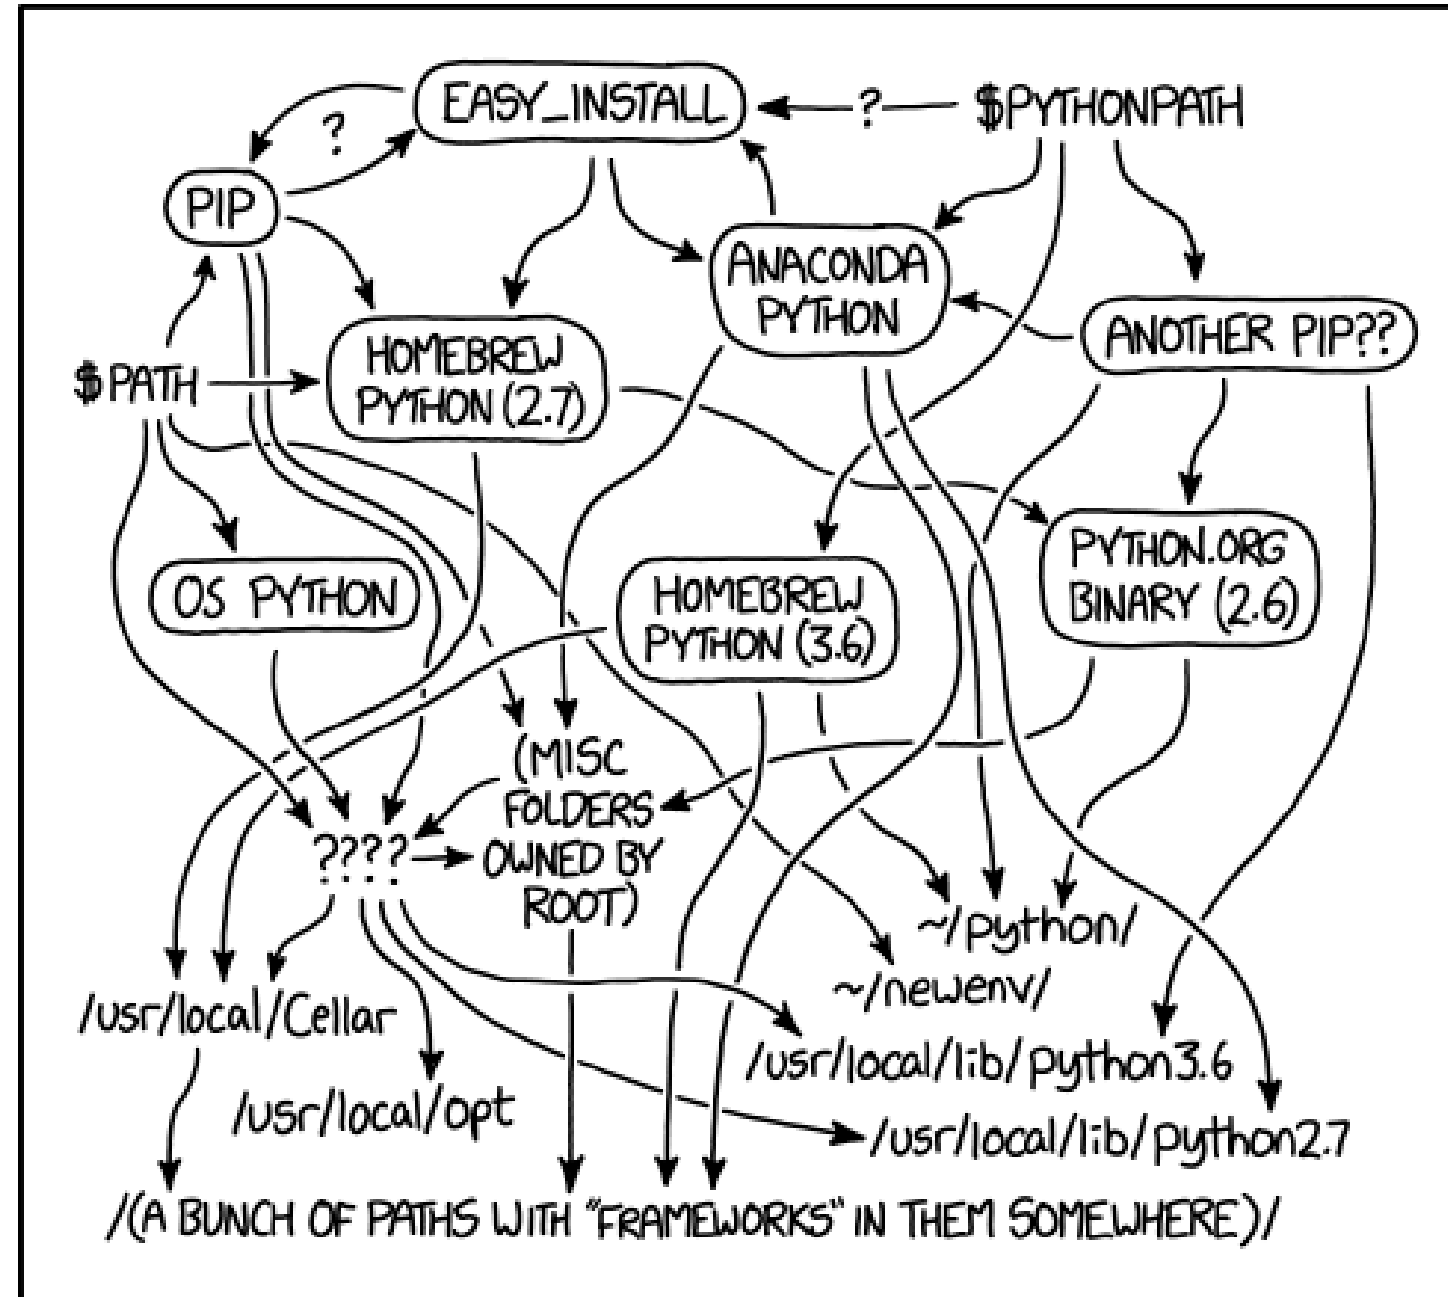 EASY_INSTALL
?
$PYTHONPATH
?
PIP
ANACONDA
PYTHON
ANOTHER PIP??
HOMEBREW
PYTHON (2.7)
$PATH
OS PYTHON
HOMEBREW
PYTHON (3.6)
PYTHON.ORG
BINARY (2.6)
(MISC
FOLDERS
OWNED BY
ROOT)
????
~/python/
~/newenv/
/usr/local/Cellar
/usr/local/lib/python3.6
/usr/local/opt
/usr/local/lib/python2.7
/(A BUNCH OF PATHS WITH "FRAMEWORKS" IN THEM SOMEWHERE)/